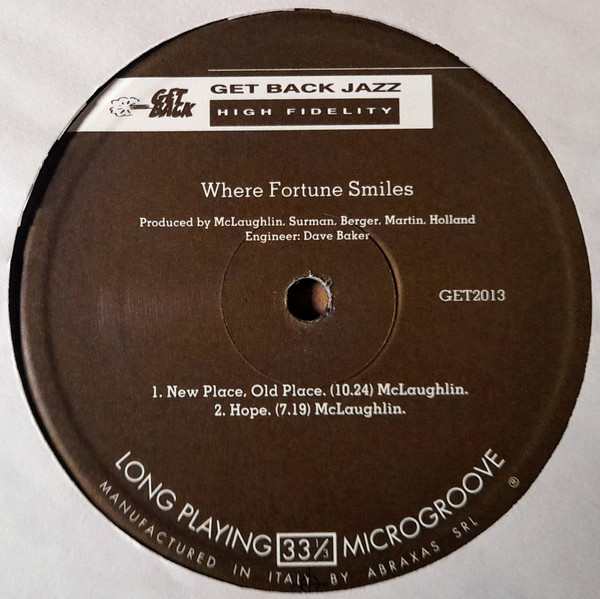 GET BACK
GET BACK JAZZ
HIGH FIDELITY
Where Fortune Smiles
Produced by McLaughlin, Surman, Berger, Martin, Holland
Engineer: Dave Baker
GET2013
1. New Place, Old Place. (10.24) McLaughlin.
2. Hope. (7.19) McLaughlin.
LONG PLAYING 33⅓ MICROGROOVE
®
MANUFACTURED IN ITALY BY ABRAXAS SRL